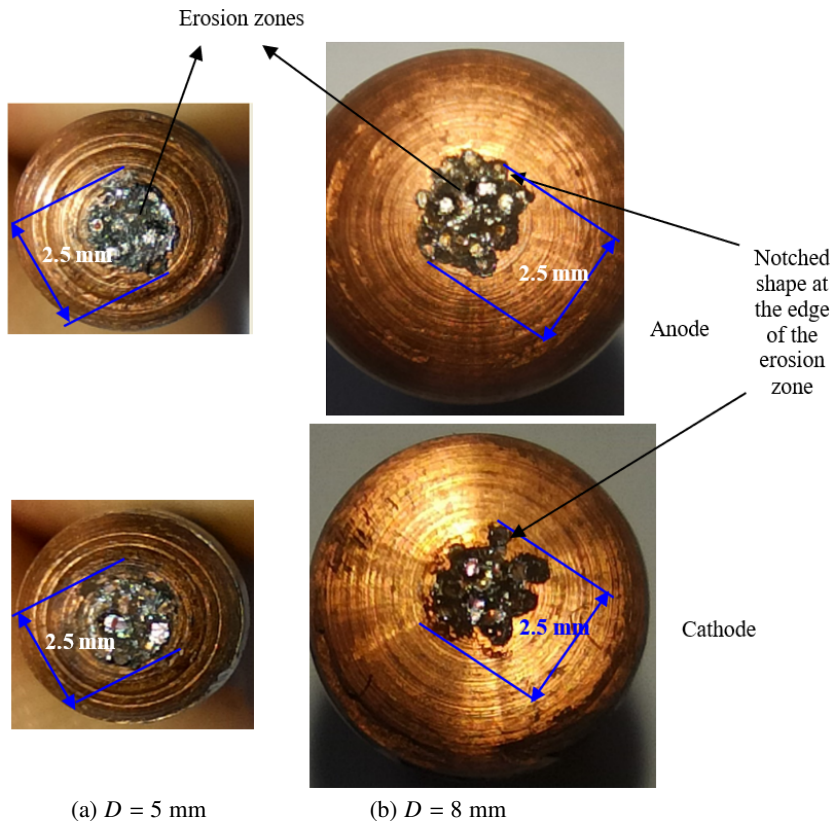 Erosion zones
2.5 mm
2.5 mm
Anode
Notched
shape at
the edge
of the
erosion
zone
2.5 mm
2.5 mm
Cathode
(a) D = 5 mm
(b) D = 8 mm